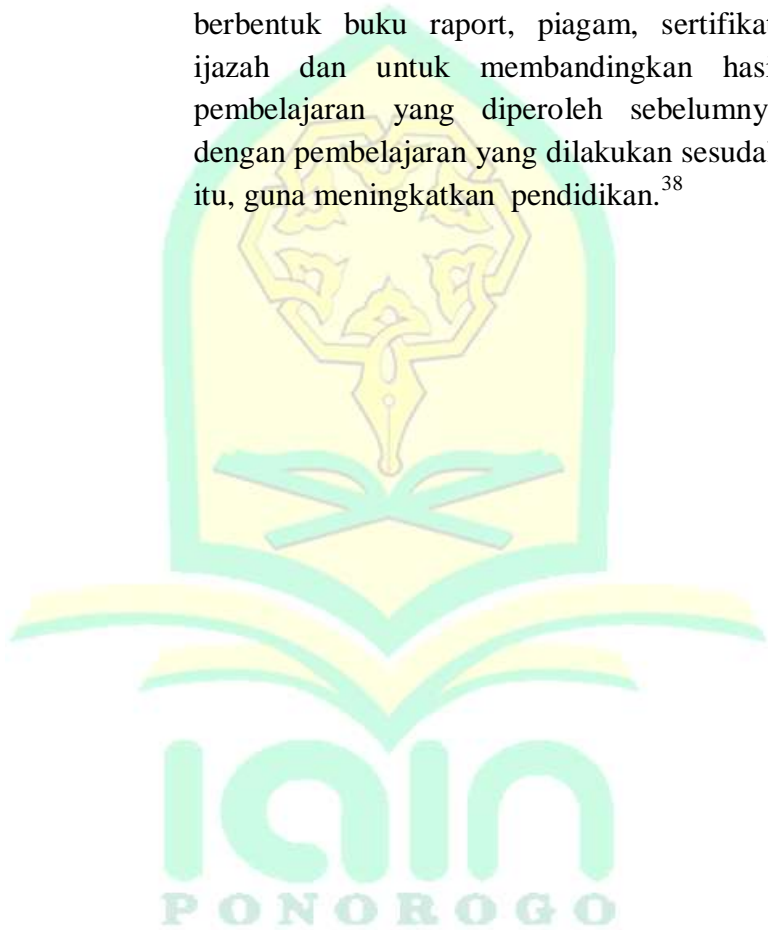 berbentuk buku raport, piagam, sertifikat
ijazah dan untuk membandingkan hasi
pembelajaran yang diperoleh sebelumny
dengan pembelajaran yang dilakukan sesudal
itu, guna meningkatkan pendidikan.38
iain
PONOROGO